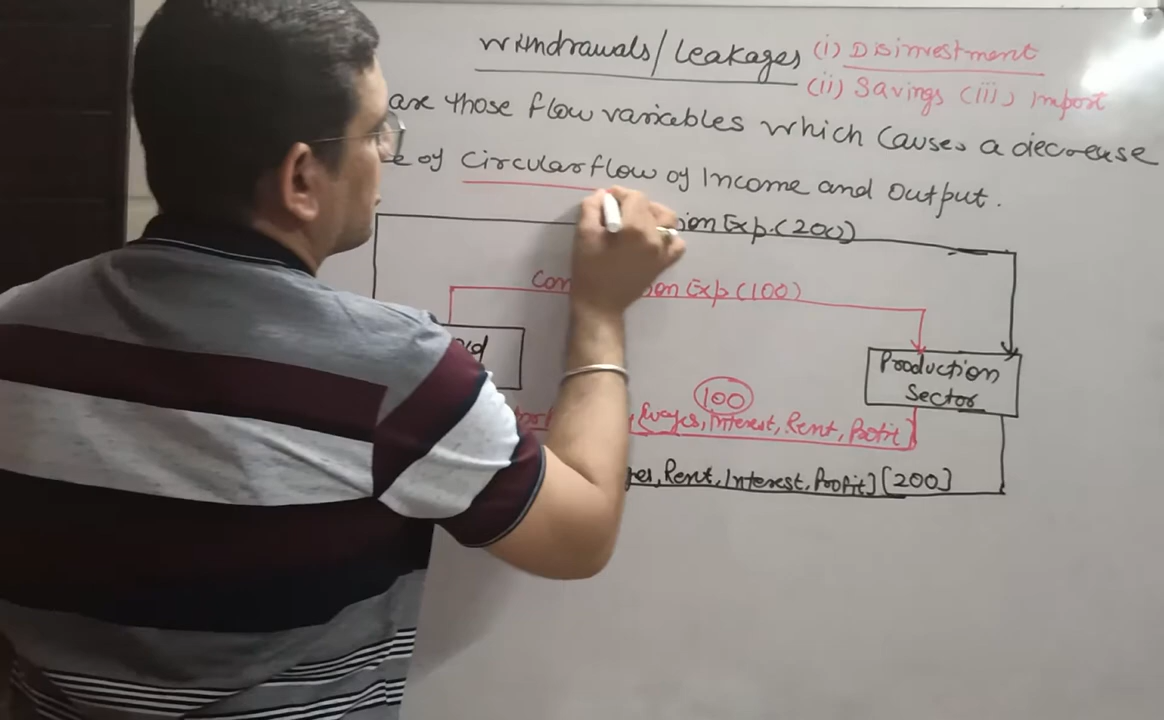 Withdrawals/Leakages (i) Disinvestment
(ii) Savings (iii) Import
are those flow variables which causes a decrease
of Circular flow of Income and Output.
Exp. (200)
Exp (100)
Production
Sector
100
(Wages, Interest, Rent, Profit]
Rent, Interest, Profit] [200]